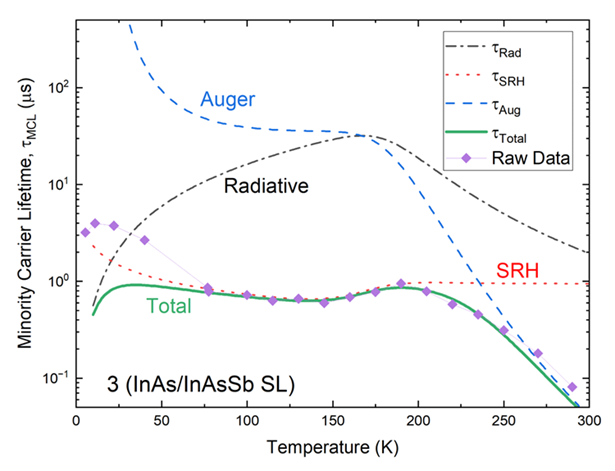 τRad
τSRH
τAug
τTotal
Raw Data
Auger
Radiative
SRH
Total
3 (InAs/InAsSb SL)
Minority Carrier Lifetime, τMCL (μs)
10²
10¹
10⁰
10⁻¹
0 50 100 150 200 250 300
Temperature (K)